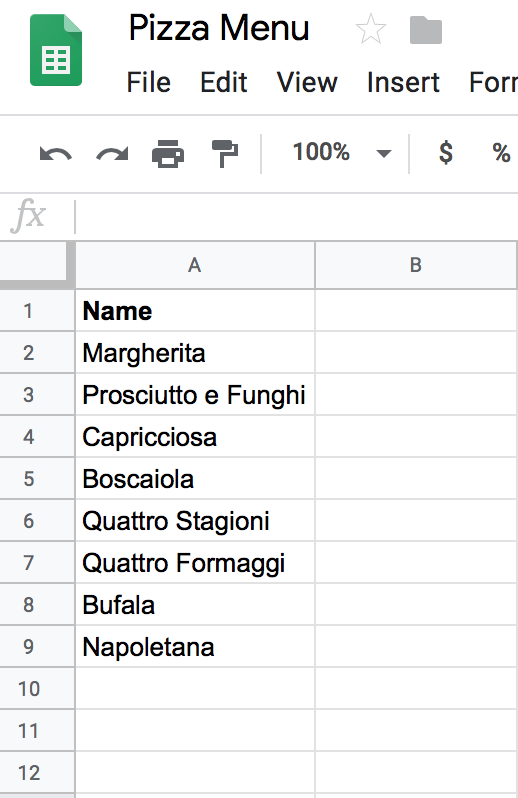 Pizza Menu
File Edit View Insert Forr
100% $ %
fx
A B
1 Name
2 Margherita
3 Prosciutto e Funghi
4 Capricciosa
5 Boscaiola
6 Quattro Stagioni
7 Quattro Formaggi
8 Bufala
9 Napoletana
10
11
12